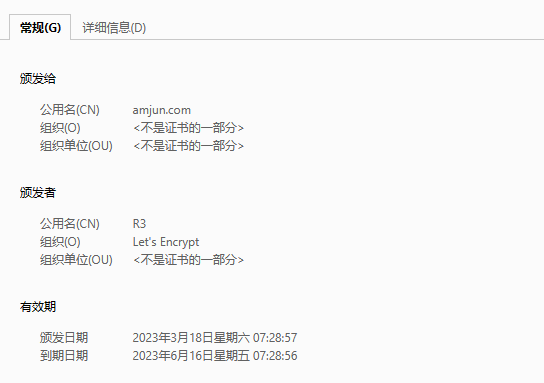 常规(G) 详细信息(D)
颁发给
公用名(CN) amjun.com
组织(O) <不是证书的一部分>
组织单位(OU) <不是证书的一部分>
颁发者
公用名(CN) R3
组织(O) Let's Encrypt
组织单位(OU) <不是证书的一部分>
有效期
颁发日期 2023年3月18日星期六 07:28:57
到期日期 2023年6月16日星期五 07:28:56